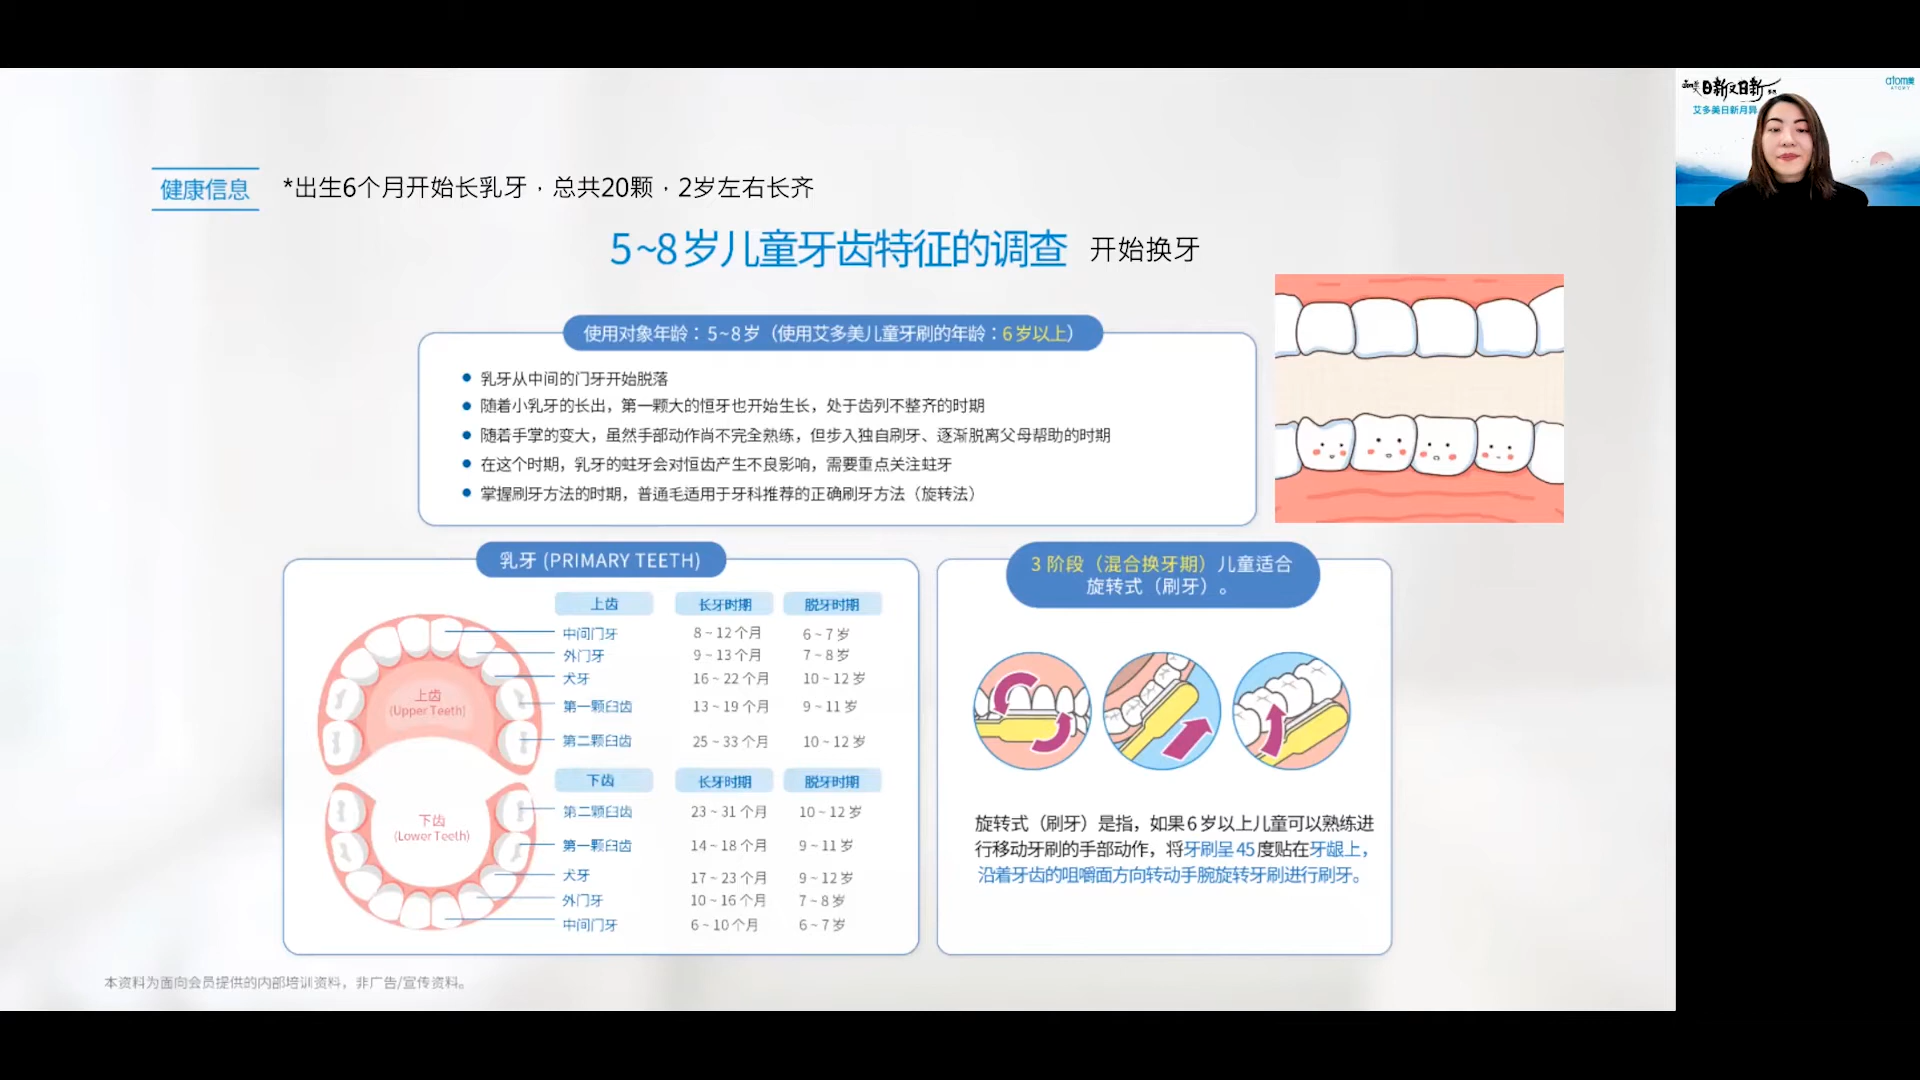 健康信息
*出生6个月开始长乳牙，总共20颗，2岁左右长齐
5~8岁儿童牙齿特征的调查 开始换牙
使用对象年龄：5~8岁（使用艾多美儿童牙刷的年龄：6岁以上）
乳牙从中间的门牙开始脱落
随着小乳牙的长出，第一颗大的恒牙也开始生长，处于齿列不整齐的时期
随着手掌的变大，虽然手部动作尚不完全熟练，但步入独自刷牙、逐渐脱离父母帮助的时期
在这个时期，乳牙的蛀牙会对恒齿产生不良影响，需要重点关注蛀牙
掌握刷牙方法的时期，普通毛适用于牙科推荐的正确刷牙方法（旋转法）
乳牙 (PRIMARY TEETH)
上齿 长牙时期 脱牙时期
中间门牙 8~12个月 6~7岁
外门牙 9~13个月 7~8岁
犬牙 16~22个月 10~12岁
第一颗臼齿 13~19个月 9~11岁
第二颗臼齿 25~33个月 10~12岁
上齿
(Upper Teeth)
下齿 长牙时期 脱牙时期
第二颗臼齿 23~31个月 10~12岁
第一颗臼齿 14~18个月 9~11岁
犬牙 17~23个月 9~12岁
外门牙 10~16个月 7~8岁
中间门牙 6~10个月 6~7岁
下齿
(Lower Teeth)
3阶段（混合换牙期）儿童适合
旋转式（刷牙）。
旋转式（刷牙）是指，如果6岁以上儿童可以熟练进
行移动牙刷的手部动作，将牙刷呈45度贴在牙龈上，
沿着牙齿的咀嚼面方向转动手腕旋转牙刷进行刷牙。
本资料为面向会员提供的内部培训资料，非广告/宣传资料。
日新又日新
艾多美日新月异
atom美
ATOMY